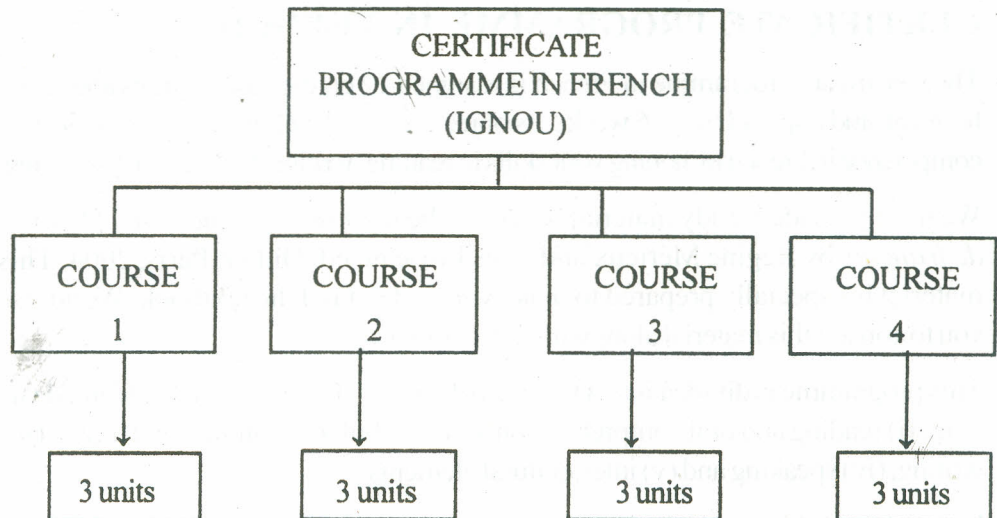 CERTIFICATE
PROGRAMME IN FRENCH
(IGNOU)
COURSE
1
COURSE
2
COURSE
3
COURSE
4
3 units
3 units
3 units
3 units